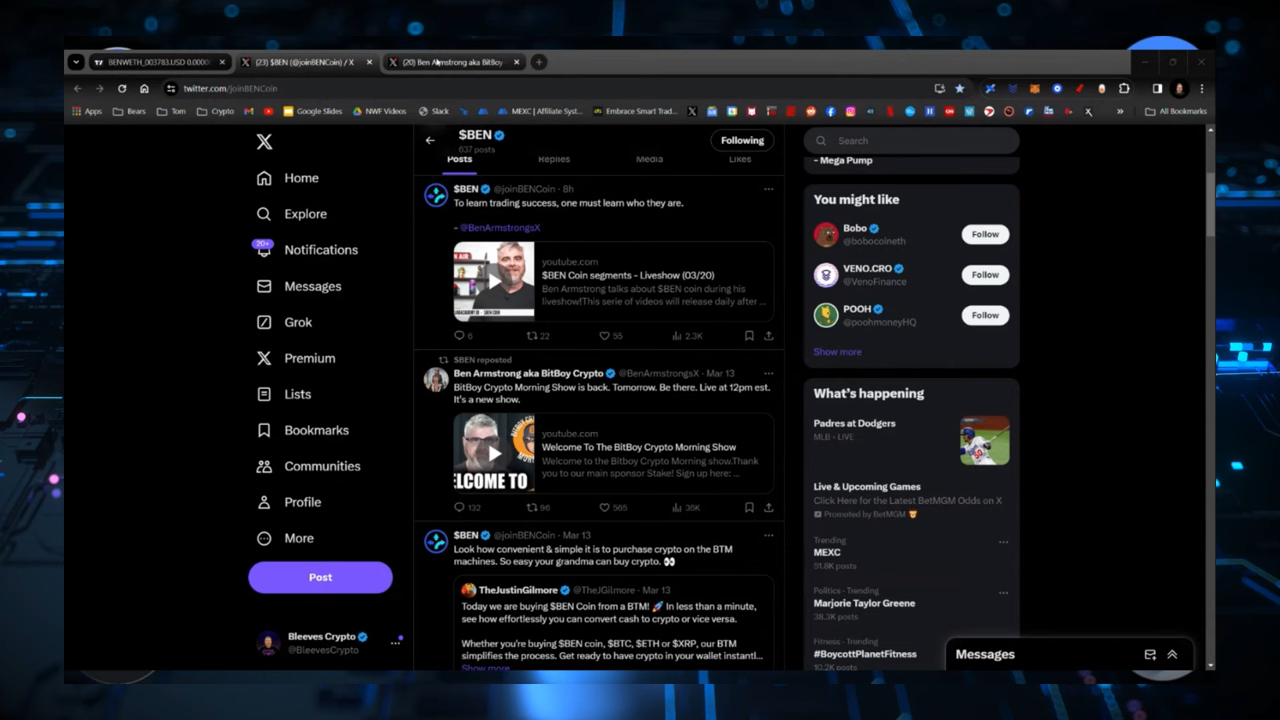 BENWETH_003783.USD 0.0000
(23) $BEN (@joinBENCoin) / X
(20) Ben Armstrong aka BitBoy
twitter.com/joinBENCoin
Apps
Bears
Tom
Crypto
Google Slides
NWF Videos
Slack
MEXC | Affiliate Syst...
Embrace Smart Trad...
All Bookmarks
Home
Explore
20+
Notifications
Messages
Grok
Premium
Lists
Bookmarks
Communities
Profile
More
Post
Bleeves Crypto
@BleevesCrypto
$BEN
637 posts
Following
Posts
Replies
Media
Likes
$BEN @joinBENCoin · 8h
To learn trading success, one must learn who they are.
- @BenArmstrongsX
youtube.com
$BEN Coin segments - Liveshow (03/20)
Ben Armstrong talks about $BEN coin during his
liveshow!This serie of videos will release daily after ...
6
22
55
2.3K
$BEN reposted
Ben Armstrong aka BitBoy Crypto @BenArmstrongsX · Mar 13
BitBoy Crypto Morning Show is back. Tomorrow. Be there. Live at 12pm est.
It's a new show.
ELCOME TO
youtube.com
Welcome To The BitBoy Crypto Morning Show
Welcome to the Bitboy Crypto Morning show.Thank
you to our main sponsor Stake! Sign up here: ...
132
96
565
36K
$BEN @joinBENCoin · Mar 13
Look how convenient & simple it is to purchase crypto on the BTM
machines. So easy your grandma can buy crypto. 👀
TheJustinGilmore @TheJGilmore · Mar 13
Today we are buying $BEN Coin from a BTM! 🚀 In less than a minute,
see how effortlessly you can convert cash to crypto or vice versa.
Whether you're buying $BEN coin, $BTC, $ETH or $XRP, our BTM
simplifies the process. Get ready to have crypto in your wallet instantl...
Show more
Search
- Mega Pump
You might like
Bobo
@bobocoineth
Follow
VENO.CRO
@VenoFinance
Follow
POOH
@poohmoneyHQ
Follow
Show more
What's happening
Padres at Dodgers
MLB · LIVE
Live & Upcoming Games
Click Here for the Latest BetMGM Odds on X
Promoted by BetMGM 🦁
Trending
MEXC
51.8K posts
Politics · Trending
Marjorie Taylor Greene
38.3K posts
Fitness · Trending
#BoycottPlanetFitness
10.2K posts
Messages